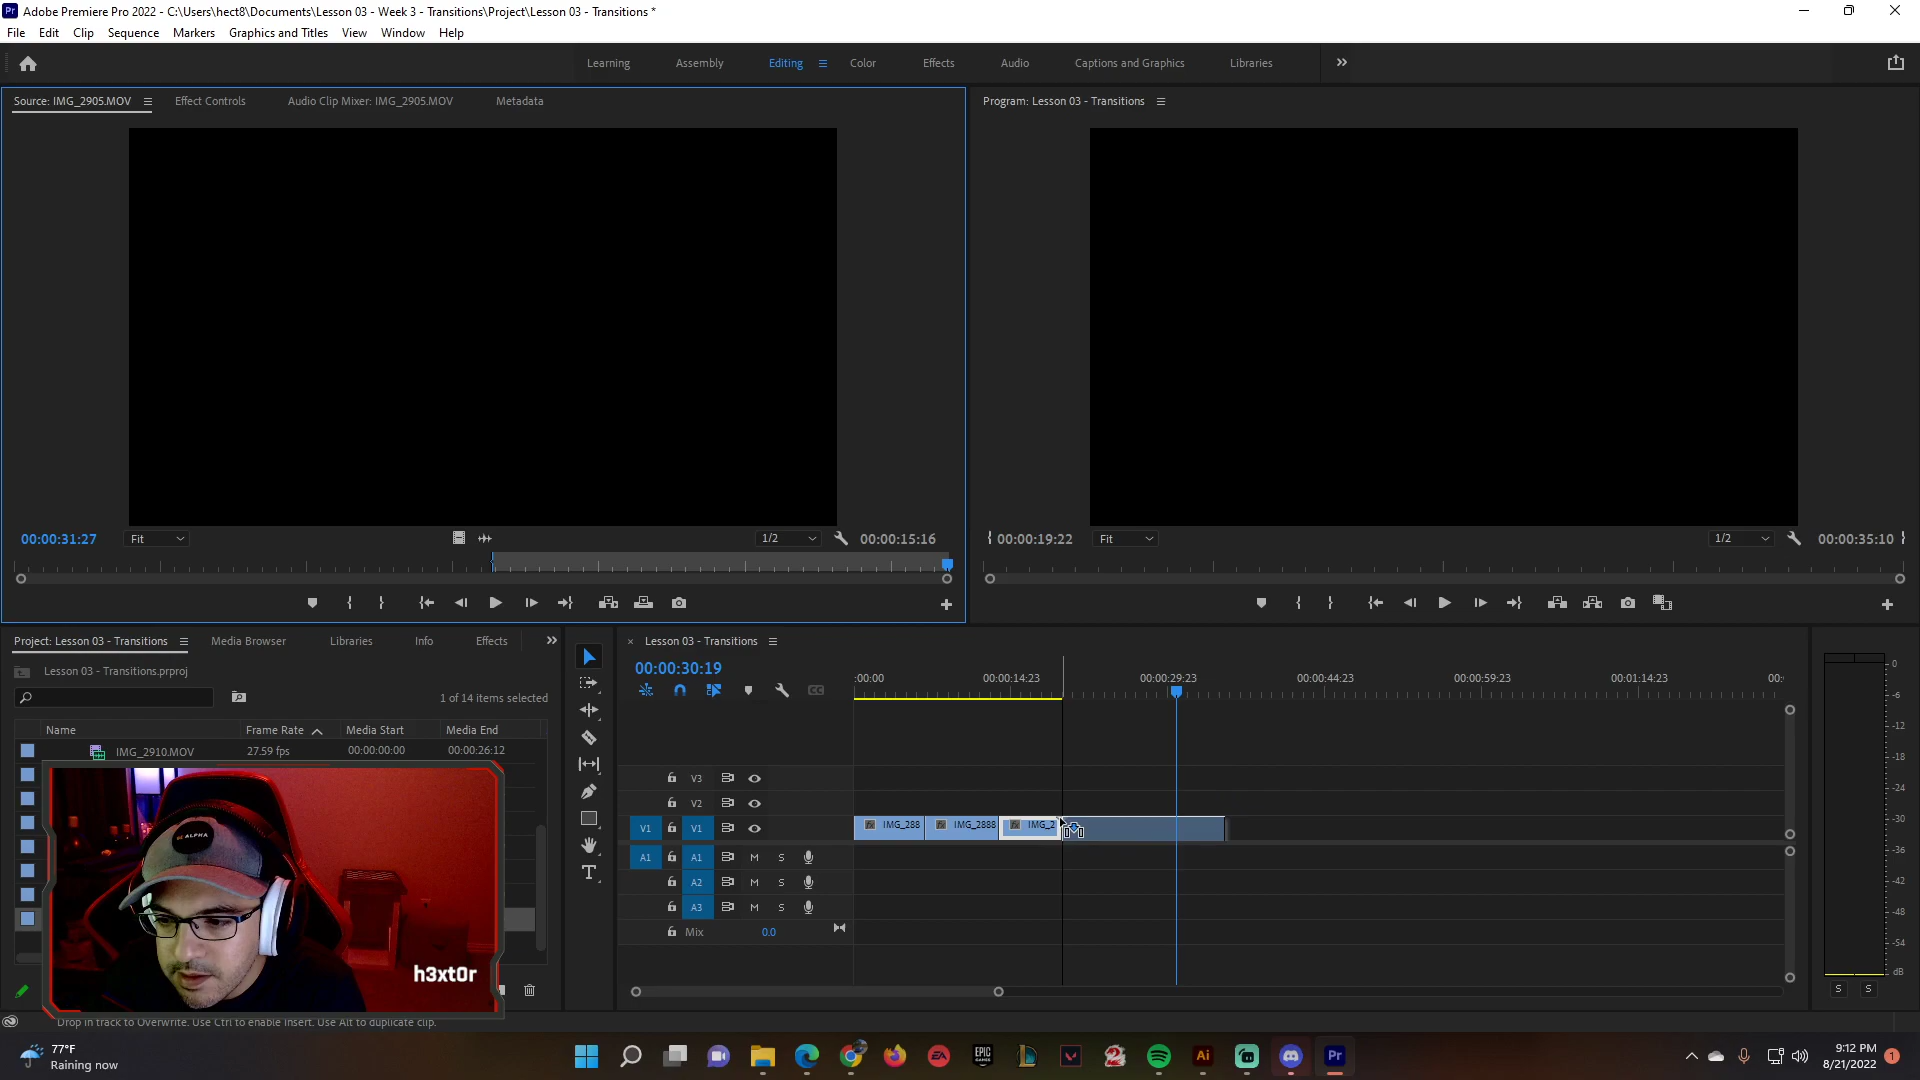 Adobe Premiere Pro 2022 - C:\Users\hect8\Documents\Lesson 03 - Week 3 - Transitions\Project\Lesson 03 - Transitions *
File Edit Clip Sequence Markers Graphics and Titles View Window Help
Learning Assembly Editing Color Effects Audio Captions and Graphics Libraries
Source: IMG_2905.MOV Effect Controls Audio Clip Mixer: IMG_2905.MOV Metadata
Program: Lesson 03 - Transitions
00:00:31:27 Fit 1/2 00:00:15:16
00:00:19:22 Fit 1/2 00:00:35:10
Project: Lesson 03 - Transitions Media Browser Libraries Info Effects
Lesson 03 - Transitions.prproj
1 of 14 items selected
Name Frame Rate Media Start Media End
IMG_2910.MOV 27.59 fps 00:00:00:00 00:00:26:12
BE ALPHA
h3xt0r
Drop in track to Overwrite. Use Ctrl to enable Insert. Use Alt to duplicate clip.
Lesson 03 - Transitions
00:00:30:19
:00:00 00:00:14:23 00:00:29:23 00:00:44:23 00:00:59:23 00:01:14:23 00:
V3
V2
V1 V1 IMG_288 IMG_2888 IMG_2
A1 A1 M S
A2 M S
A3 M S
Mix 0.0
0
-6
-12
-18
-24
-30
-36
-42
-48
-54
dB
S S
77°F
Raining now
EA
EPIC GAMES
Ai
Pr
9:12 PM
8/21/2022
1